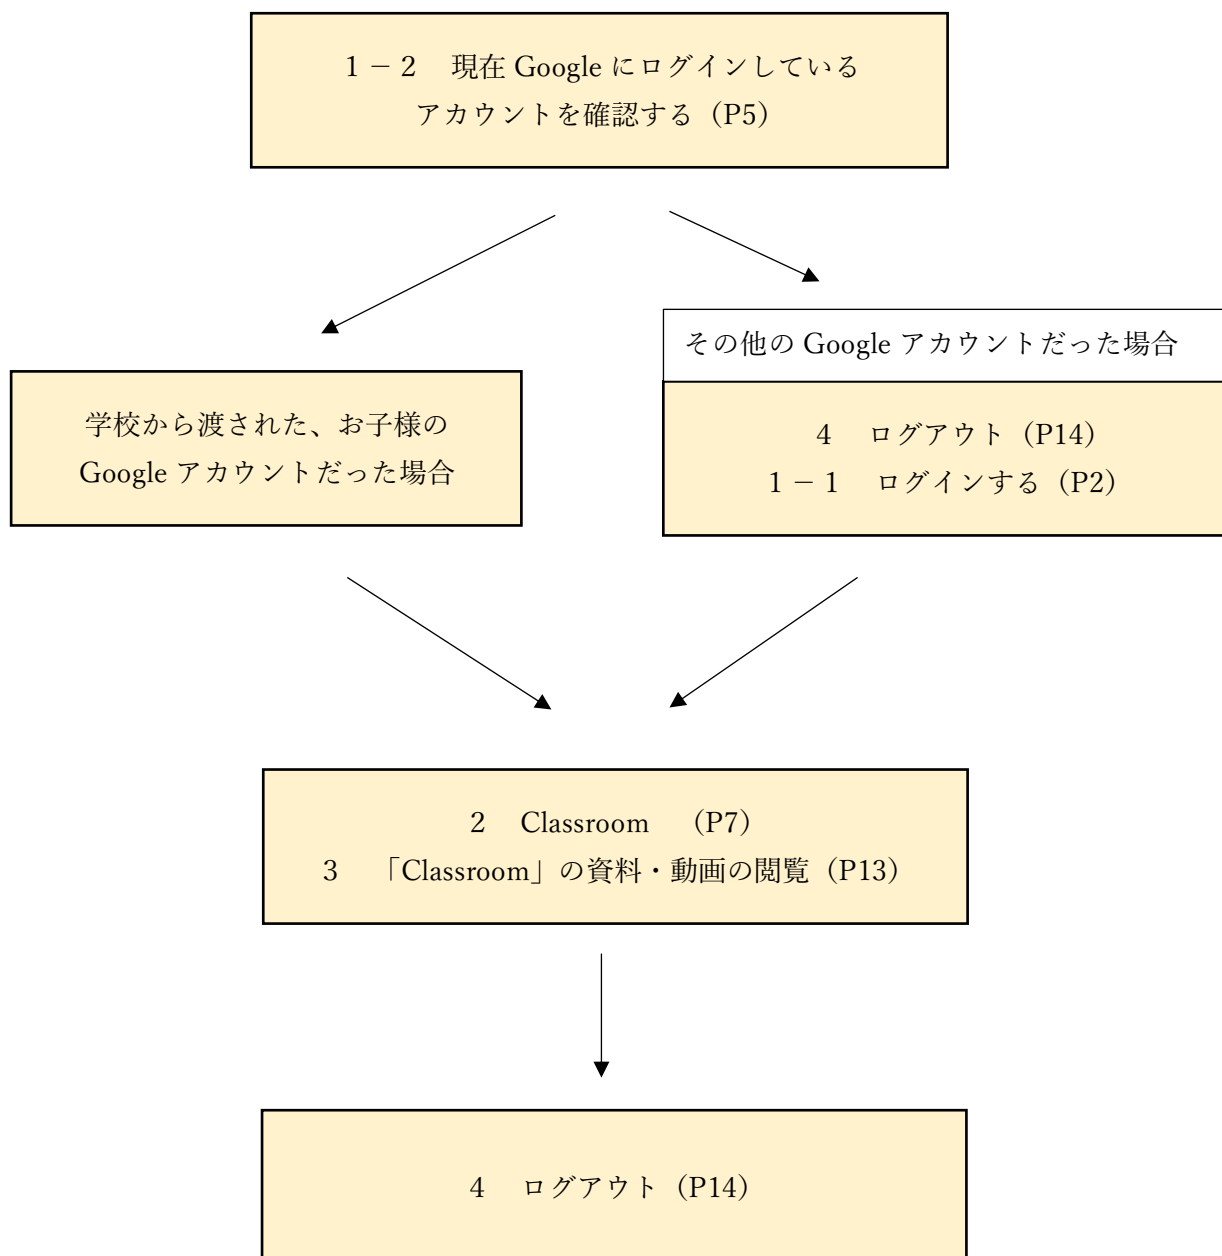 1－2　現在 Google にログインしている
アカウントを確認する（P5）
学校から渡された、お子様の
Google アカウントだった場合
その他の Google アカウントだった場合
4　ログアウト（P14）
1－1　ログインする（P2）
2　Classroom　（P7）
3　「Classroom」の資料・動画の閲覧（P13）
4　ログアウト（P14）